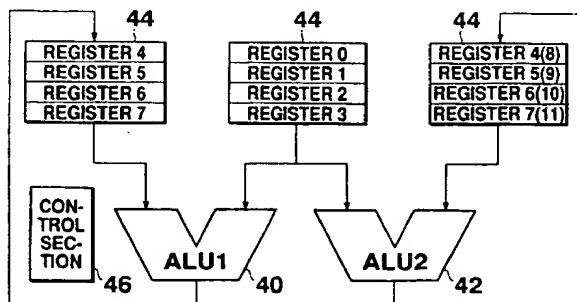 44
44
44
REGISTER 4
REGISTER 5
REGISTER 6
REGISTER 7
REGISTER 0
REGISTER 1
REGISTER 2
REGISTER 3
REGISTER 4(8)
REGISTER 5(9)
REGISTER 6(10)
REGISTER 7(11)
CON-
TROL
SEC-
TION
46
ALU1
40
ALU2
42